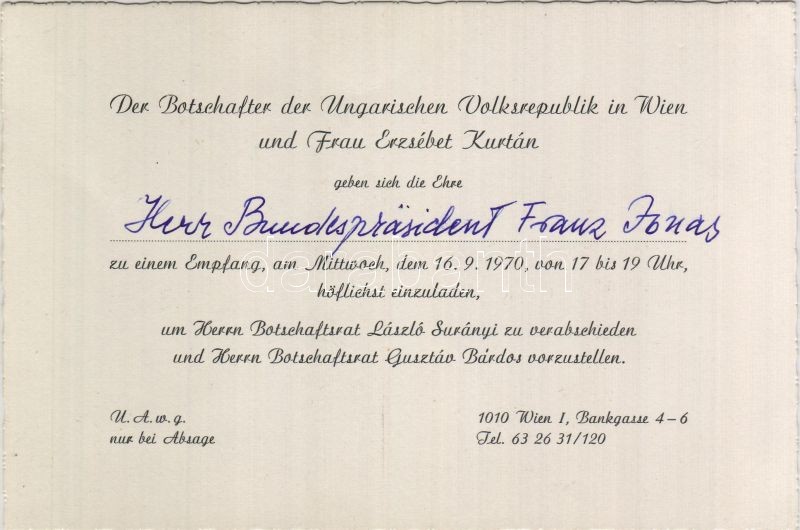 Der Botschafter der Ungarischen Volksrepublik in Wien
und Frau Erzsébet Kurtán
geben sich die Ehre
Herr Bundespräsident Franz Jonas
zu einem Empfang, am Mittwoch, dem 16. 9. 1970, von 17 bis 19 Uhr,
darabanth
höflichst einzuladen,
um Herrn Botschaftsrat László Surányi zu verabschieden
und Herrn Botschaftsrat Gusztáv Bárdos vorzustellen.
U. A. w. g.
nur bei Absage
1010 Wien I, Bankgasse 4–6
Tel. 63 26 31/120